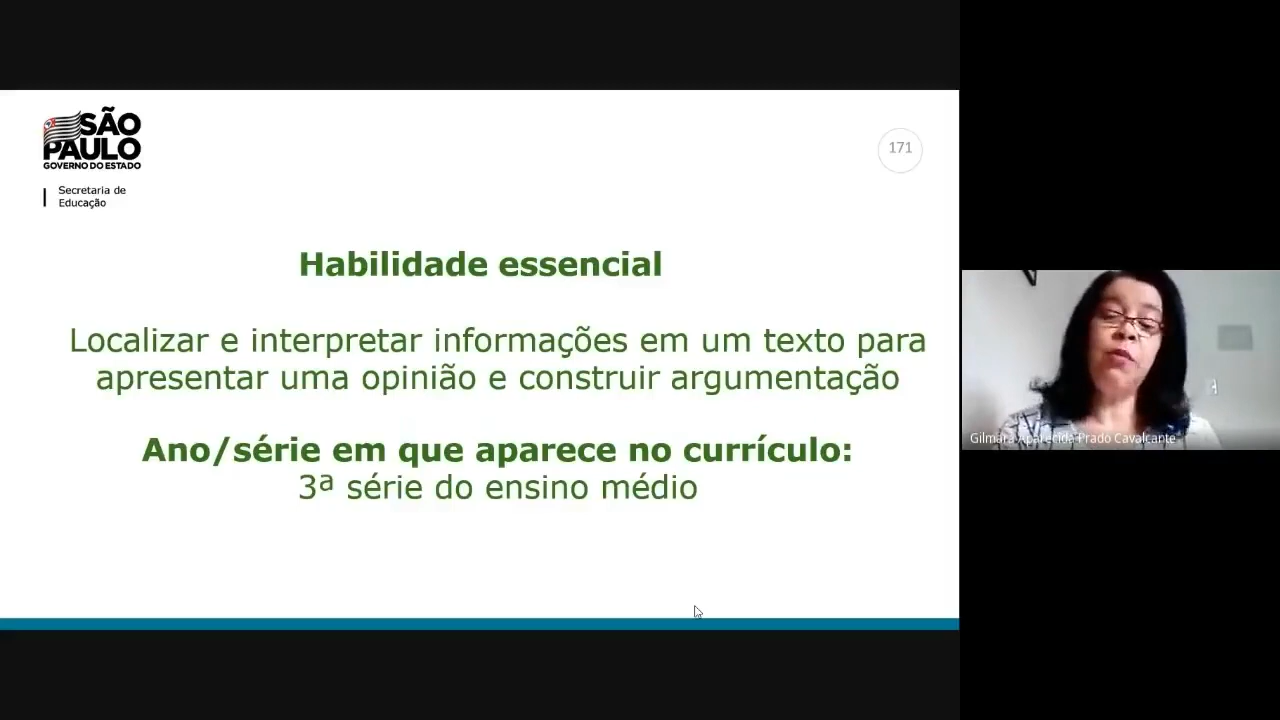 SÃO
PAULO
GOVERNO DO ESTADO
Secretaria de
Educação
171
Habilidade essencial
Localizar e interpretar informações em um texto para
apresentar uma opinião e construir argumentação
Ano/série em que aparece no currículo:
3ª série do ensino médio
Gilmara Aparecida Prado Cavalcante